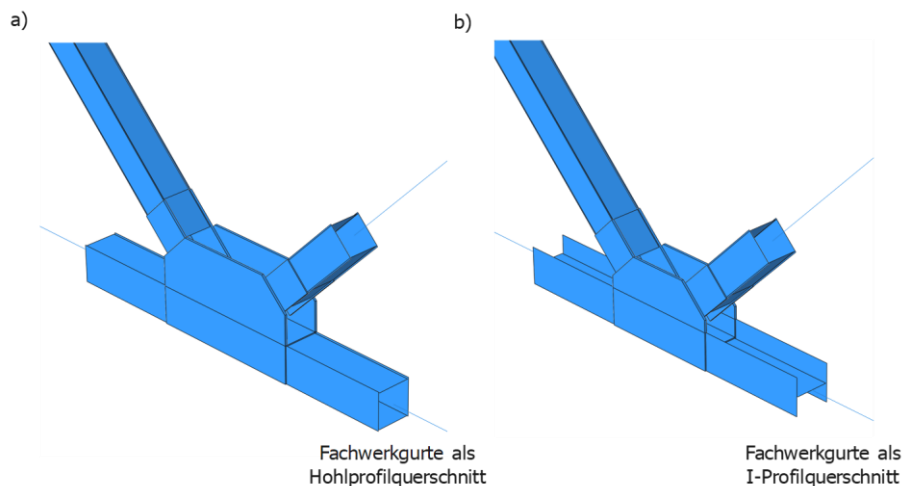 a)
b)
Fachwerkgurte als
Hohlprofilquerschnitt
Fachwerkgurte als
I-Profilquerschnitt